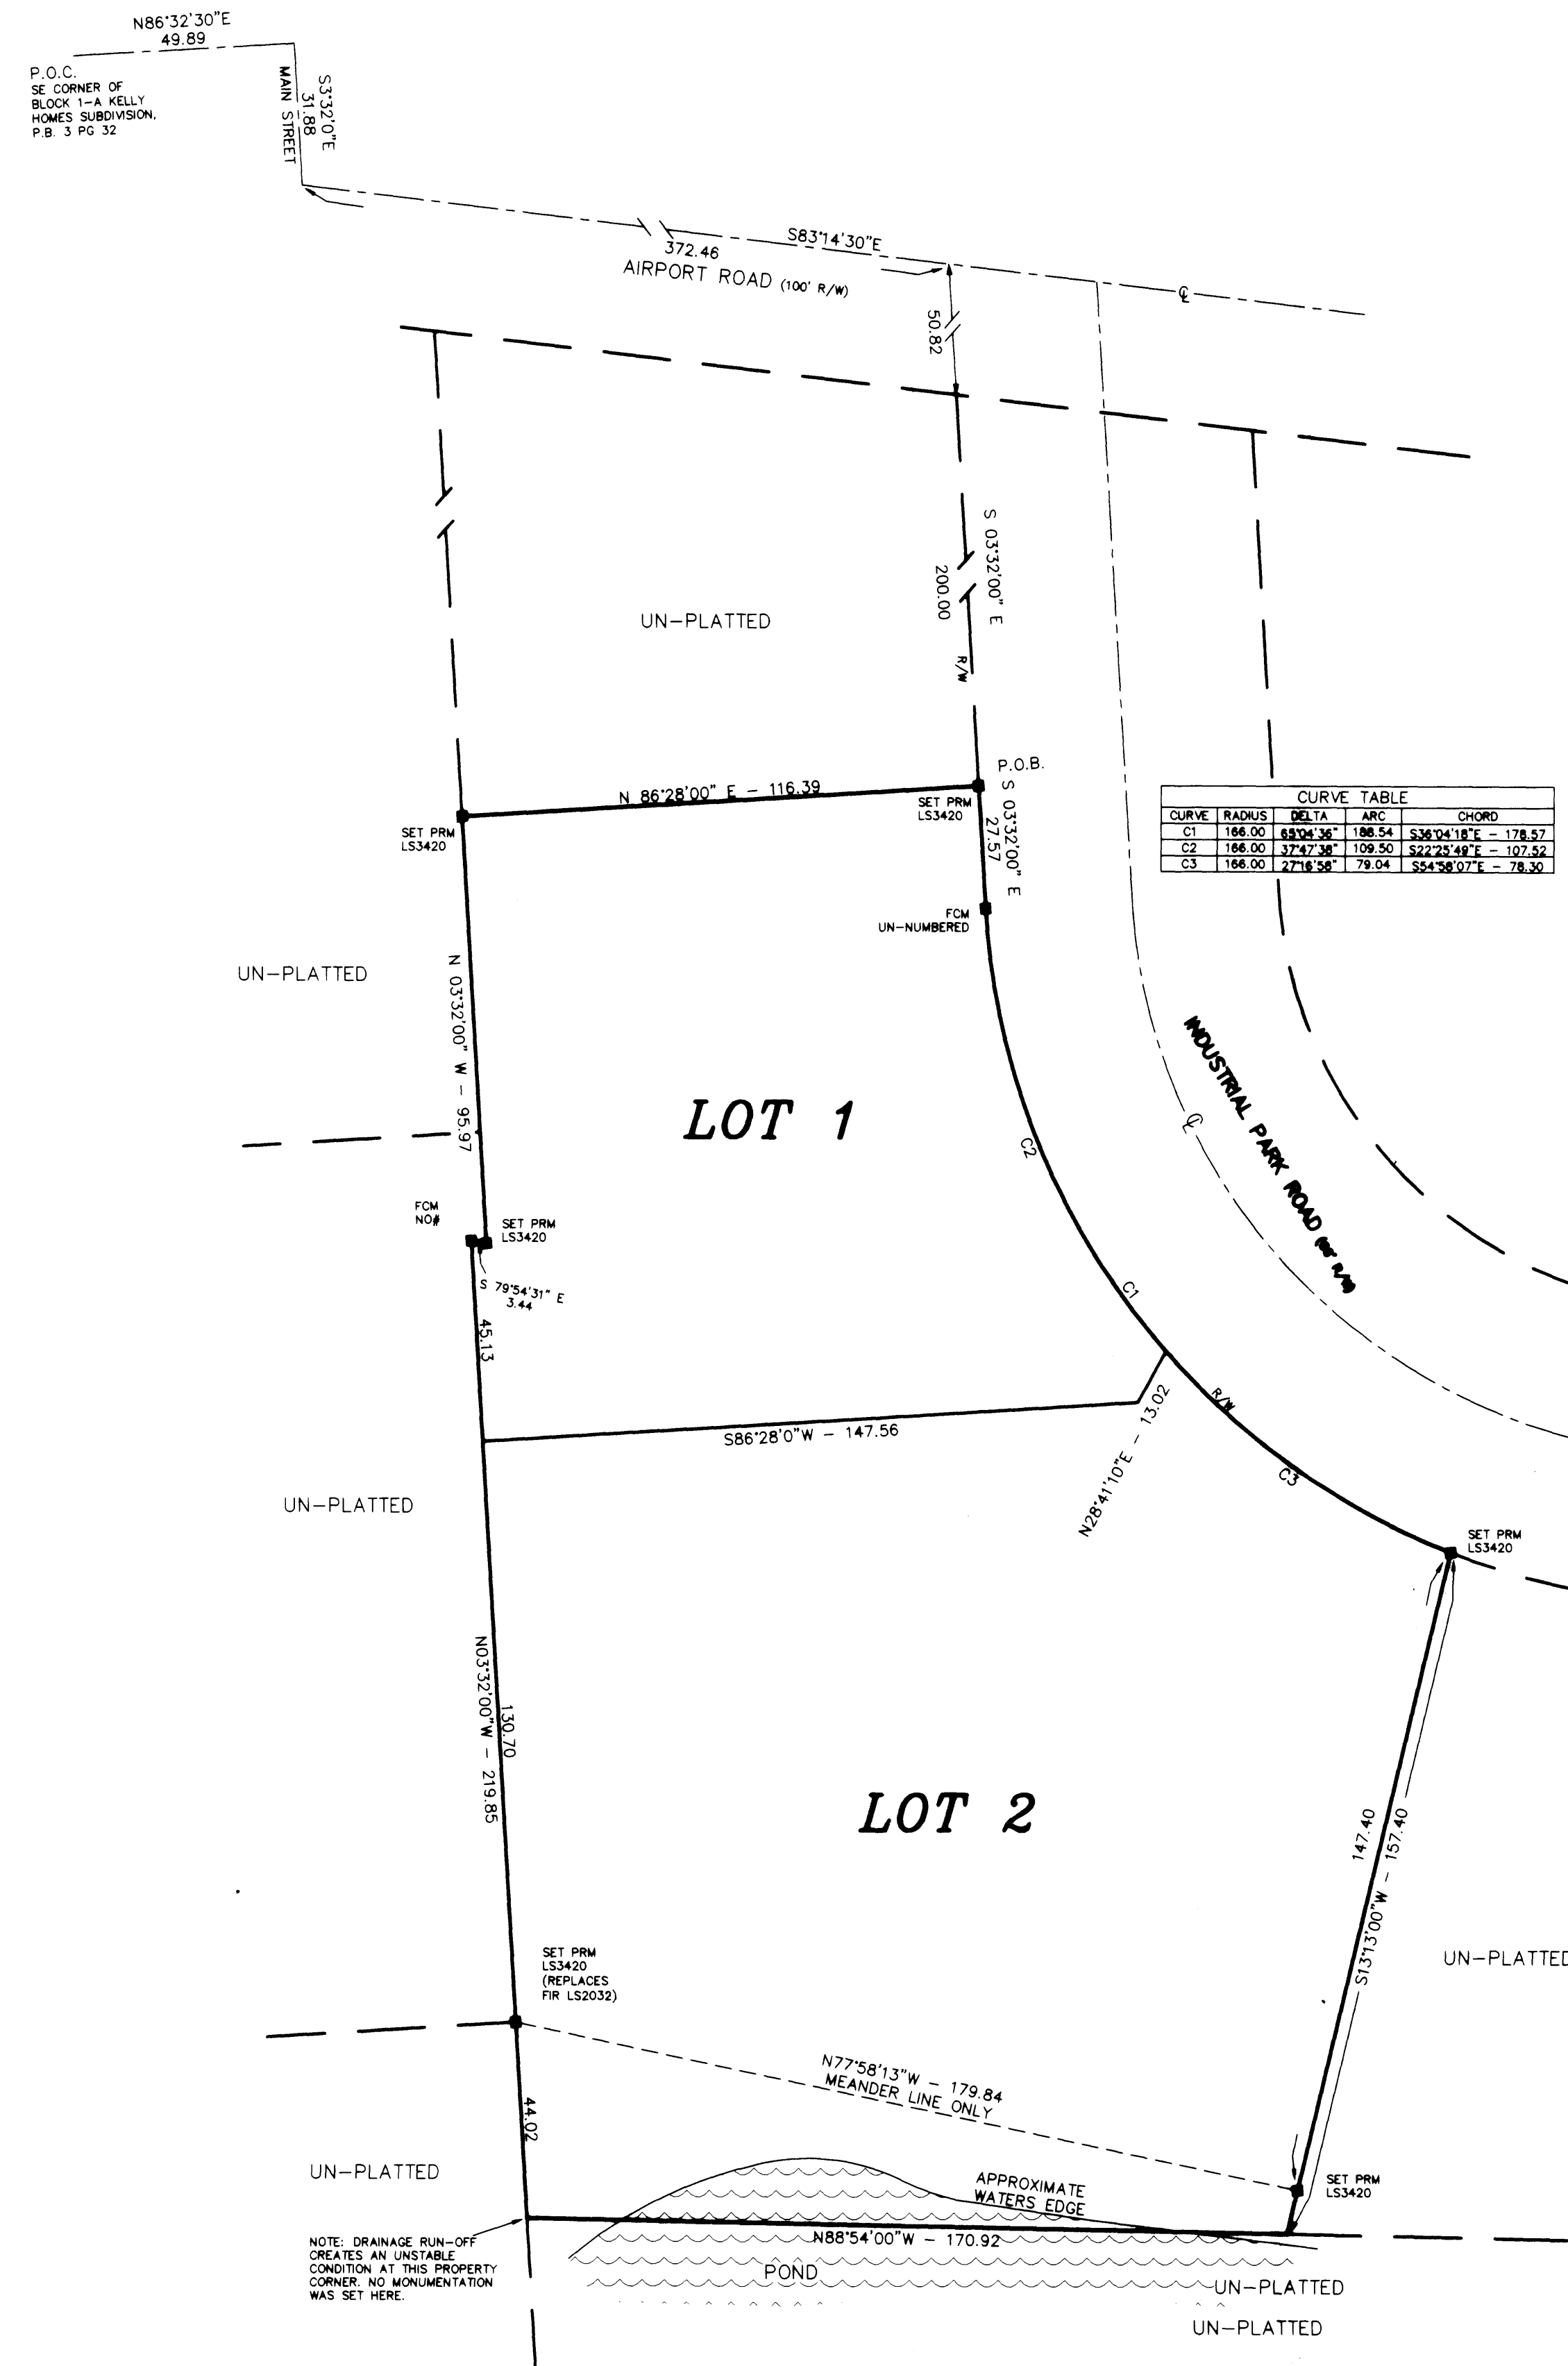 N86°32'30"E
49.89
P.O.C.
SE CORNER OF
BLOCK 1-A KELLY
HOMES SUBDIVISION,
P.B. 3 PG 32
S3°32'0"E
31.88
MAIN STREET
S83°14'30"E
372.46
AIRPORT ROAD (100' R/W)
℄
50.82
S 03°32'00" E
200.00
R/W
UN-PLATTED
P.O.B.
N 86°28'00" E - 116.39
SET PRM
LS3420
SET PRM
LS3420
S 03°32'00" E
27.57
FCM
UN-NUMBERED
CURVE TABLE
CURVE RADIUS DELTA ARC CHORD
C1 166.00 65°04'36" 188.54 S36°04'18"E - 178.57
C2 166.00 37°47'38" 109.50 S22°25'49"E - 107.52
C3 166.00 27°16'58" 79.04 S54°58'07"E - 78.30
UN-PLATTED
N 03°32'00" W - 95.97
LOT 1
C2
INDUSTRIAL PARK ROAD R/W
℄
FCM
NO#
SET PRM
LS3420
S 79°54'31" E
3.44
45.13
C1
R/W
S86°28'0"W - 147.56
N28°41'10"E - 13.02
C3
UN-PLATTED
SET PRM
LS3420
N03°32'00"W - 219.85
130.70
LOT 2
147.40
S13°13'00"W - 157.40
UN-PLATTED
SET PRM
LS3420
(REPLACES
FIR LS2032)
N77°58'13"W - 179.84
MEANDER LINE ONLY
44.02
UN-PLATTED
APPROXIMATE
WATERS EDGE
SET PRM
LS3420
NOTE: DRAINAGE RUN-OFF
CREATES AN UNSTABLE
CONDITION AT THIS PROPERTY
CORNER. NO MONUMENTATION
WAS SET HERE.
N88°54'00"W - 170.92
POND
UN-PLATTED
UN-PLATTED